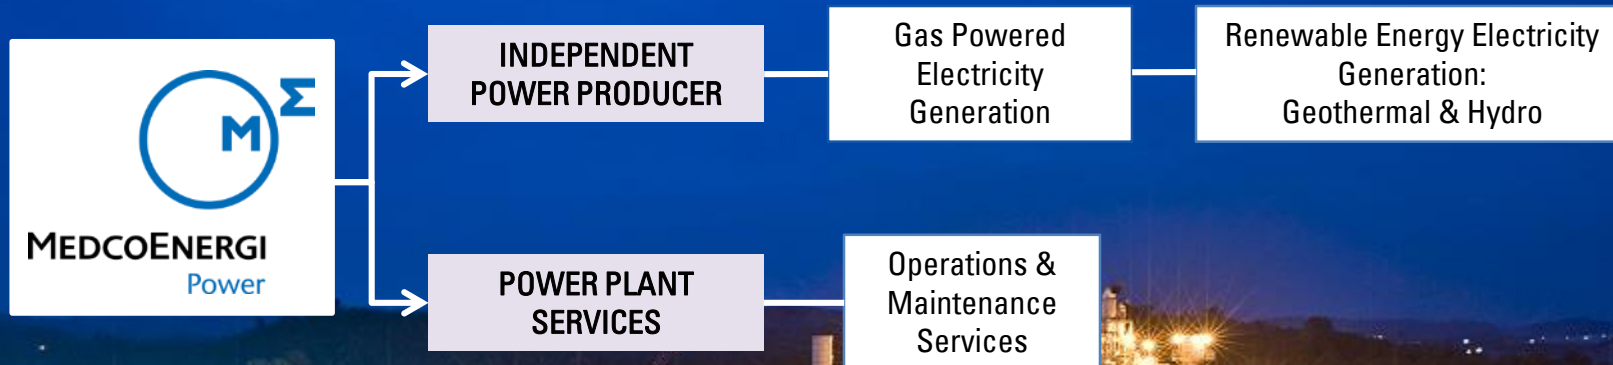 M Σ
MEDCOENERGI
Power
INDEPENDENT
POWER PRODUCER
Gas Powered
Electricity
Generation
Renewable Energy Electricity
Generation:
Geothermal & Hydro
POWER PLANT
SERVICES
Operations &
Maintenance
Services